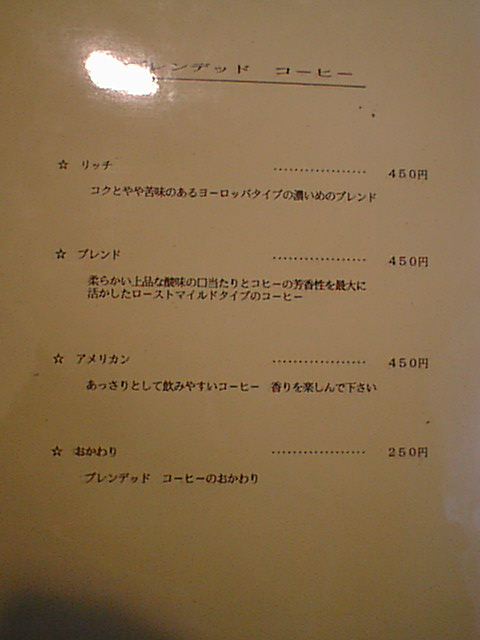 レンデッド コーヒー
☆ リッチ ………………… 450円
コクとやや苦味のあるヨーロッパタイプの濃いめのブレンド
☆ ブレンド ………………… 450円
柔らかい上品な酸味の口当たりとコヒーの芳香性を最大に
活かしたローストマイルドタイプのコーヒー
☆ アメリカン ………………… 450円
あっさりとして飲みやすいコーヒー 香りを楽しんで下さい
☆ おかわり ………………… 250円
ブレンデッド コーヒーのおかわり